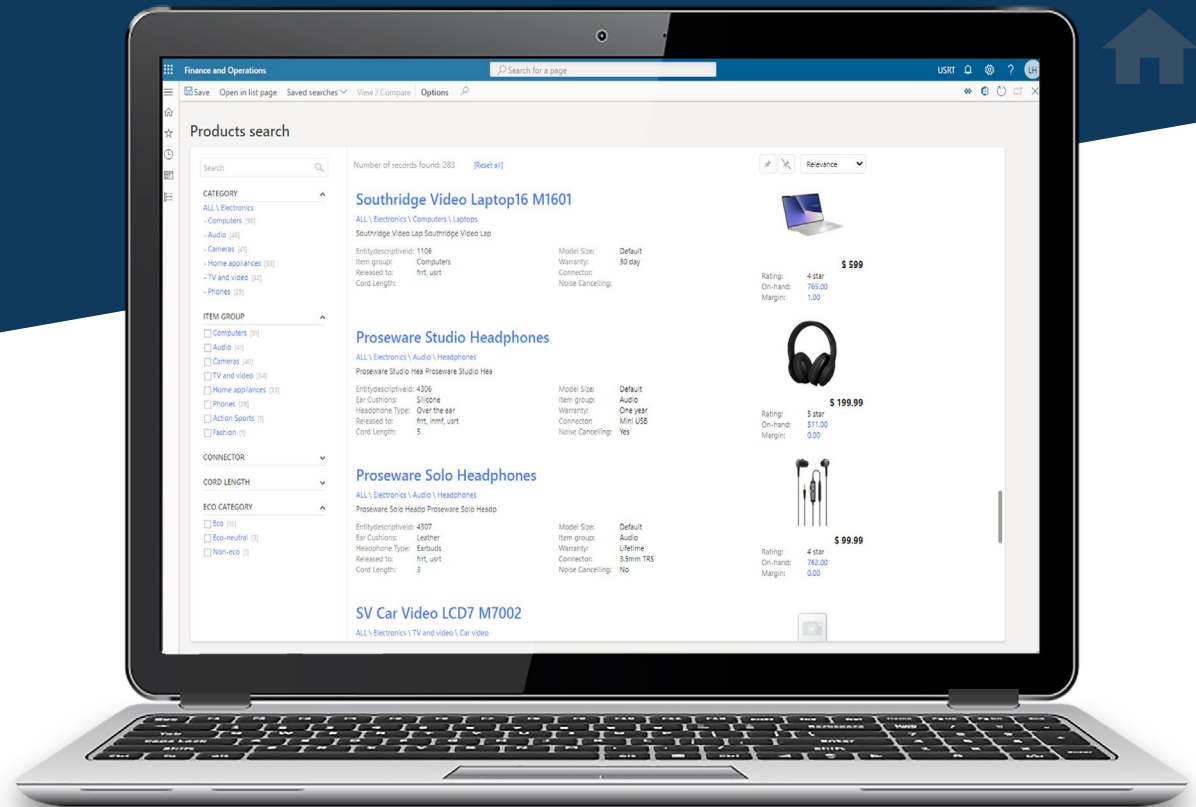 Finance and Operations
Search for a page
USRT
?
LH
Save Open in list page Saved searches View / Compare Options
Products search
Search
CATEGORY
ALL \ Electronics
- Computers [98]
- Audio [46]
- Cameras [41]
- Home appliances [33]
- TV and video
- Phones [29]
ITEM GROUP
Computers [91]
Audio [41]
Cameras [40]
TV and video [54]
Home appliances [33]
Phones [29]
Action Sports [1]
Fashion [1]
CONNECTOR
CORD LENGTH
ECO CATEGORY
Eco
Eco-neutral [3]
Non-eco [1]
Number of records found: 283 [Reset all]
Relevance
Southridge Video Laptop16 M1601
ALL \ Electronics \ Computers \ Laptops
Southridge Video Lap Southridge Video Lap
Entitydescriptiveid: 1106
Item group: Computers
Released to: frrt, usrt
Cord Length:
Model Size: Default
Warranty: 30 day
Connector:
Noise Cancelling:
$ 599
Rating: 4 star
On-hand: 765.00
Margin: 1.00
Proseware Studio Headphones
ALL \ Electronics \ Audio \ Headphones
Proseware Studio Hea Proseware Studio Hea
Entitydescriptiveid: 4306
Ear Cushions: Silicone
Headphone Type: Over the ear
Released to: frrt, inmf, usrt
Cord Length: 5
Model Size: Default
Item group: Audio
Warranty: One year
Connector: Mini USB
Noise Cancelling: Yes
$ 199.99
Rating: 5 star
On-hand: 311.00
Margin: 0.00
Proseware Solo Headphones
ALL \ Electronics \ Audio \ Headphones
Proseware Solo Headp Proseware Solo Headp
Entitydescriptiveid: 4307
Ear Cushions: Leather
Headphone Type: Earbuds
Released to: frrt, usrt
Cord Length: 3
Model Size: Default
Item group: Audio
Warranty: Lifetime
Connector: 3.5mm TRS
Noise Cancelling: No
$ 99.99
Rating: 4 star
On-hand: 762.00
Margin: 0.00
SV Car Video LCD7 M7002
ALL \ Electronics \ TV and video \ Car video